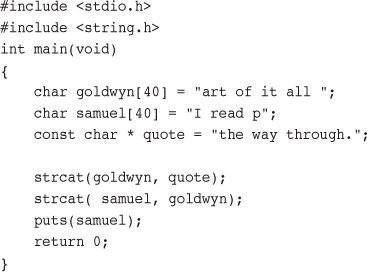 #include <stdio.h>
#include <string.h>
int main(void)
{
    char goldwyn[40] = "art of it all ";
    char samuel[40] = "I read p";
    const char * quote = "the way through.";

    strcat(goldwyn, quote);
    strcat( samuel, goldwyn);
    puts(samuel);
    return 0;
}